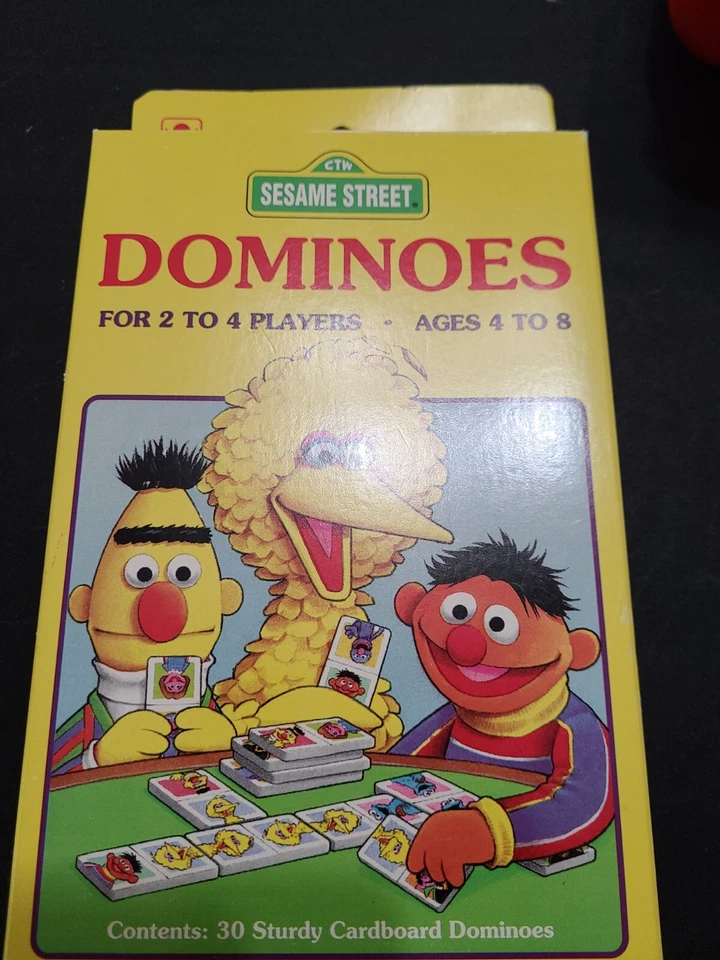 CTW
SESAME STREET®
DOMINOES
FOR 2 TO 4 PLAYERS • AGES 4 TO 8
Contents: 30 Sturdy Cardboard Dominoes